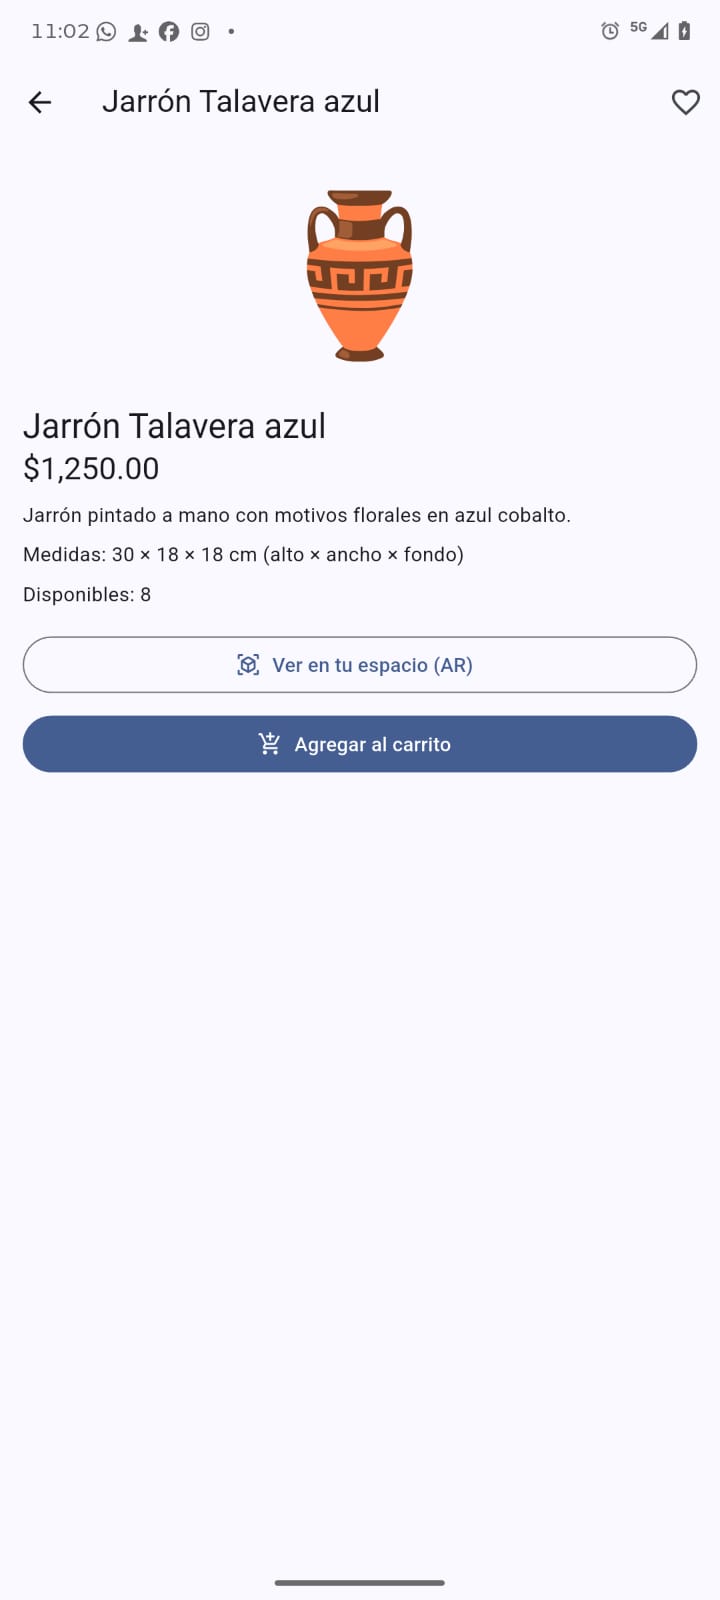 11:02
5G
Jarrón Talavera azul
Jarrón Talavera azul
$1,250.00
Jarrón pintado a mano con motivos florales en azul cobalto.
Medidas: 30 × 18 × 18 cm (alto × ancho × fondo)
Disponibles: 8
Ver en tu espacio (AR)
Agregar al carrito